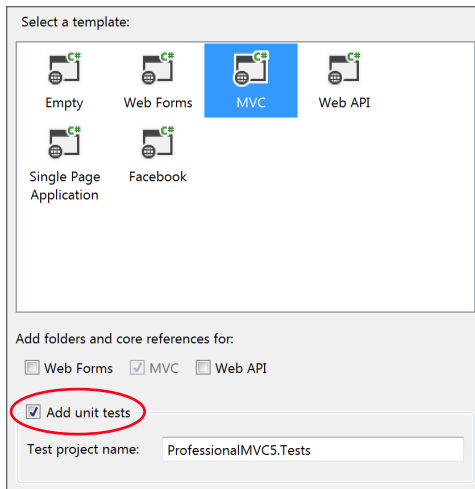 Select a template:
C# C# C# C#
Empty Web Forms MVC Web API
C# C#
Single Page Facebook
Application
Add folders and core references for:
Web Forms MVC Web API
Add unit tests
Test project name: ProfessionalMVC5.Tests